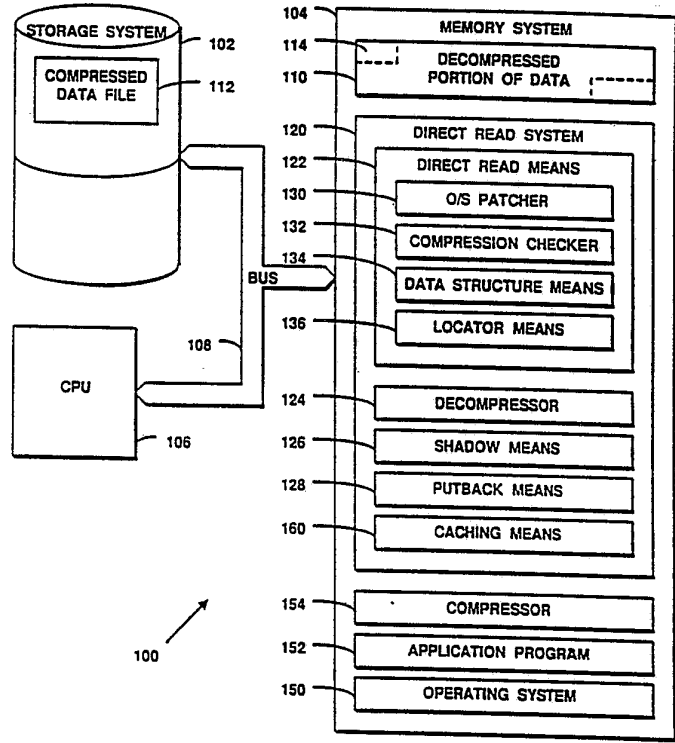 STORAGE SYSTEM
102
COMPRESSED
DATA FILE
112
BUS
108
CPU
106
100
104
MEMORY SYSTEM
114
110
DECOMPRESSED
PORTION OF DATA
120
DIRECT READ SYSTEM
122
DIRECT READ MEANS
130
O/S PATCHER
132
COMPRESSION CHECKER
134
DATA STRUCTURE MEANS
136
LOCATOR MEANS
124
DECOMPRESSOR
126
SHADOW MEANS
128
PUTBACK MEANS
160
CACHING MEANS
154
COMPRESSOR
152
APPLICATION PROGRAM
150
OPERATING SYSTEM